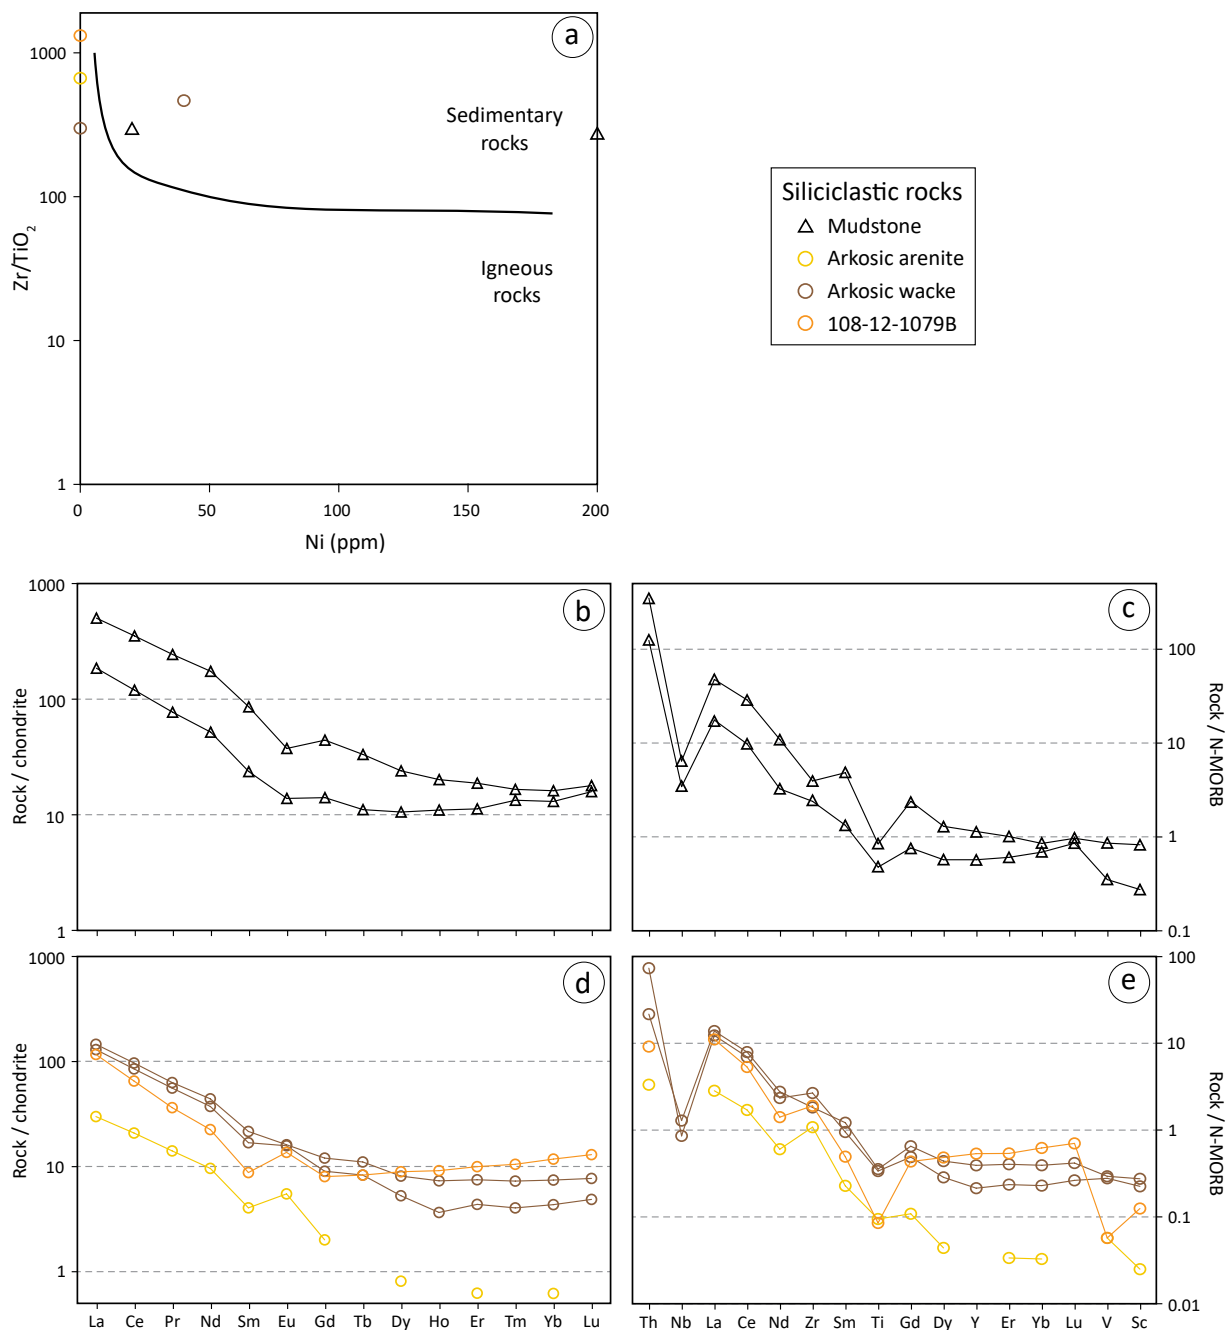 a
1000
100
10
1
Zr/TiO2
Sedimentary
rocks
Igneous
rocks
0
50
100
150
200
Ni (ppm)
Siliciclastic rocks
Mudstone
Arkosic arenite
Arkosic wacke
108-12-1079B
b
1000
100
10
1
Rock / chondrite
c
100
10
1
0.1
Rock / N-MORB
d
1000
100
10
1
Rock / chondrite
La Ce Pr Nd Sm Eu Gd Tb Dy Ho Er Tm Yb Lu
e
100
10
1
0.1
0.01
Rock / N-MORB
Th Nb La Ce Nd Zr Sm Ti Gd Dy Y Er Yb Lu V Sc